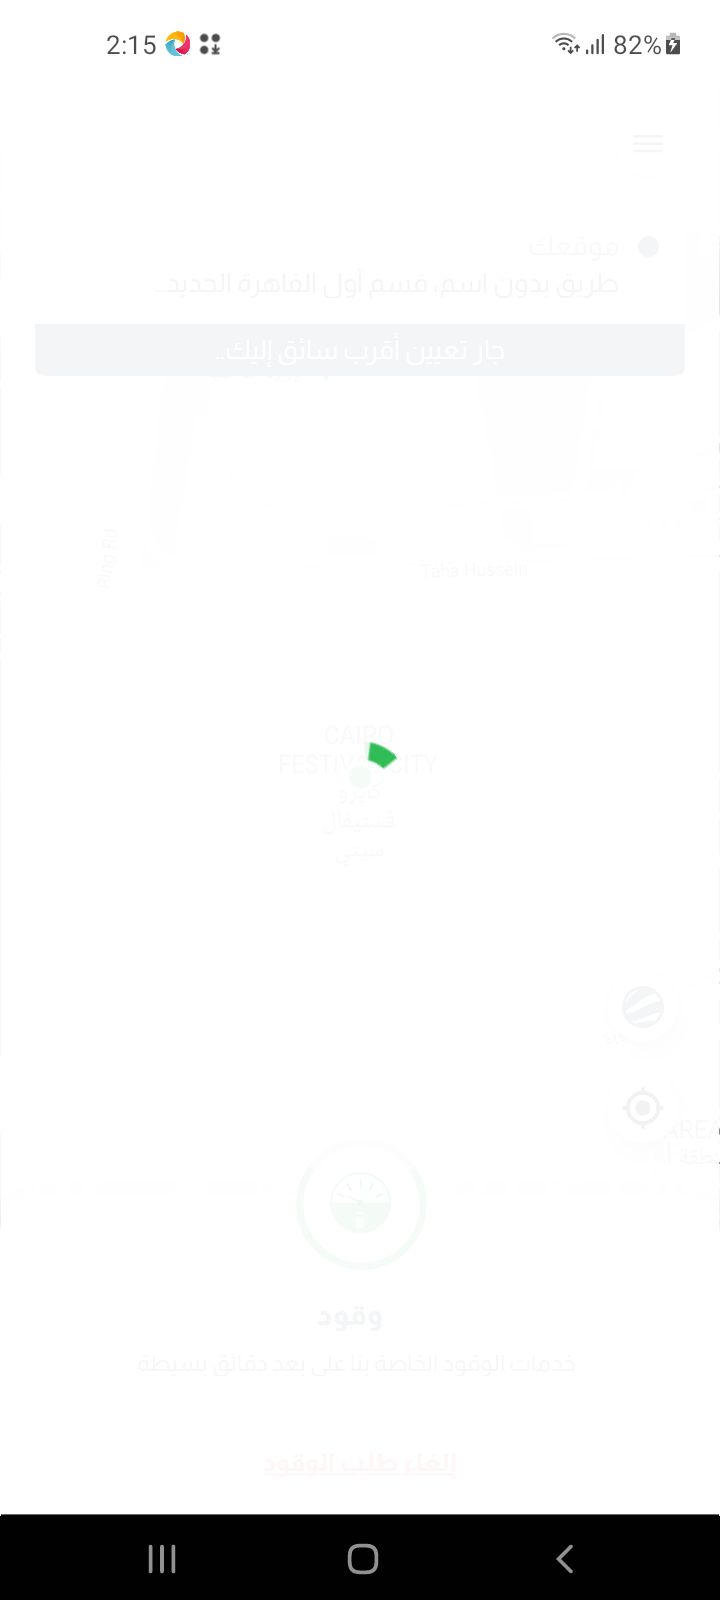 2:15 82%
موقعك
طريق بدون اسم، قسم أول القاهرة الجديد...
جار تعيين أقرب سائق إليك..
Ring Rd
Taha Hussein
CAIRO
FESTIVAL CITY
كايرو
فستيفال
سيتي
AREA
وقود
خدمات الوقود الخاصة بنا على بعد دقائق بسيطة
إلغاء طلب الوقود